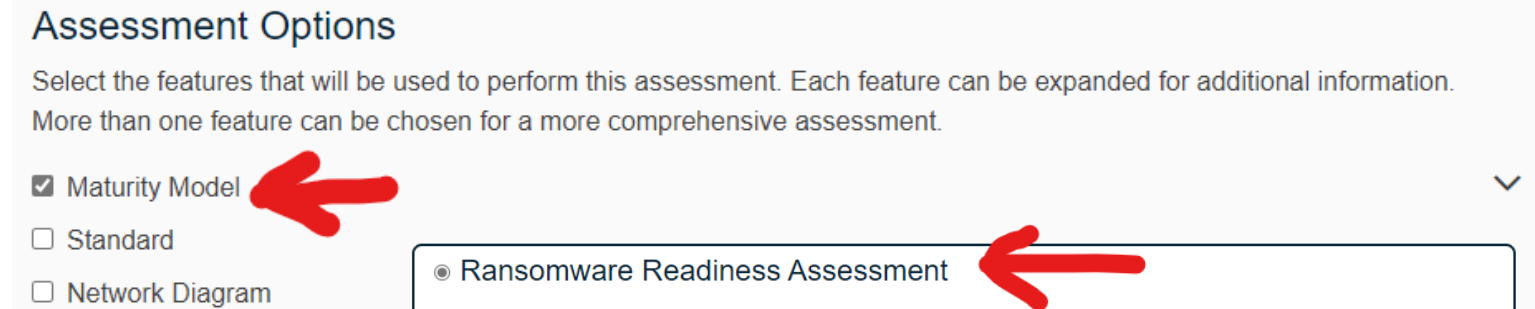 Assessment Options
Select the features that will be used to perform this assessment. Each feature can be expanded for additional information.
More than one feature can be chosen for a more comprehensive assessment.
Maturity Model
Standard
Ransomware Readiness Assessment
Network Diagram